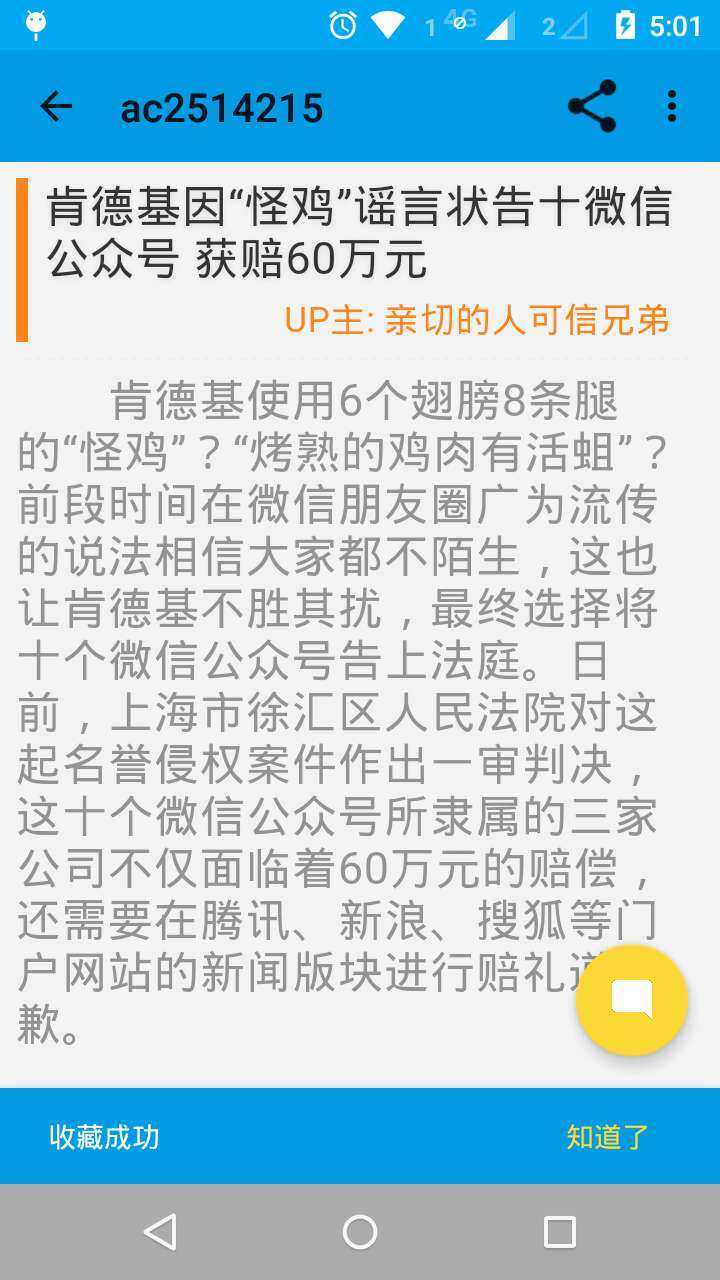 1 4G 2 5:01
ac2514215
肯德基因“怪鸡”谣言状告十微信
公众号 获赔60万元
UP主: 亲切的人可信兄弟
肯德基使用6个翅膀8条腿
的“怪鸡”？“烤熟的鸡肉有活蛆”？
前段时间在微信朋友圈广为流传
的说法相信大家都不陌生，这也
让肯德基不胜其扰，最终选择将
十个微信公众号告上法庭。日
前，上海市徐汇区人民法院对这
起名誉侵权案件作出一审判决，
这十个微信公众号所隶属的三家
公司不仅面临着60万元的赔偿，
还需要在腾讯、新浪、搜狐等门
户网站的新闻版块进行赔礼道
歉。
收藏成功 知道了